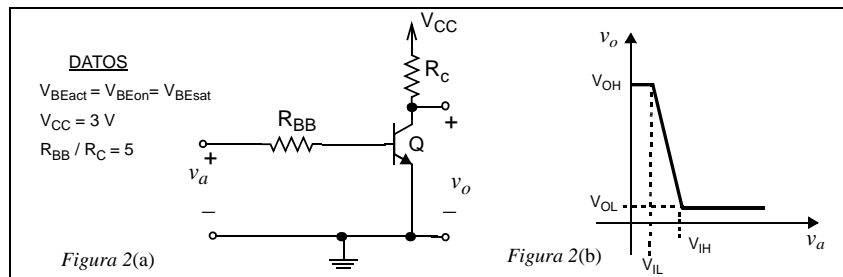 DATOS
V_BEact = V_BEon = V_BEsat
V_CC = 3 V
R_BB / R_C = 5
V_CC
R_c
R_BB
Q
+
+
v_a
v_o
–
–
Figura 2(a)
v_o
V_OH
V_OL
V_IL
V_IH
v_a
Figura 2(b)